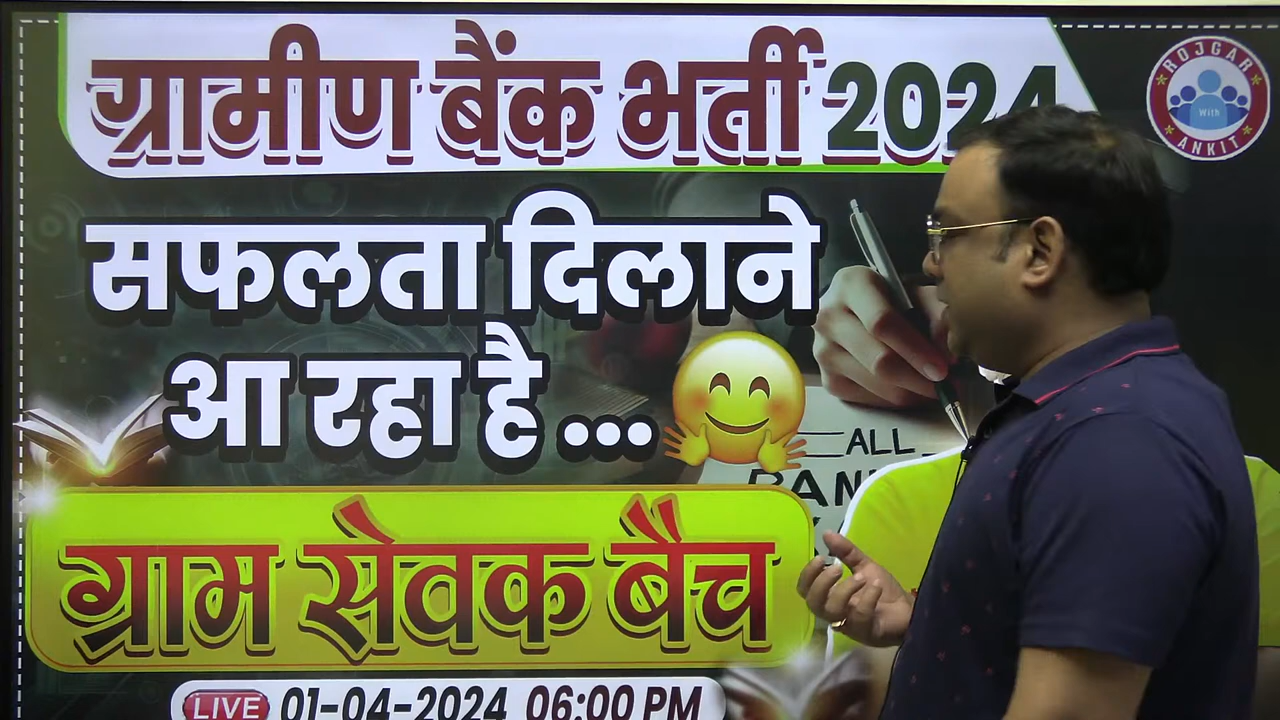 ग्रामीण बैंक भर्ती 2024
ROJGAR
With
ANKIT
सफलता दिलाने
आ रहा है ...
ALL
ग्राम सेवक बैच
LIVE 01-04-2024 06:00 PM